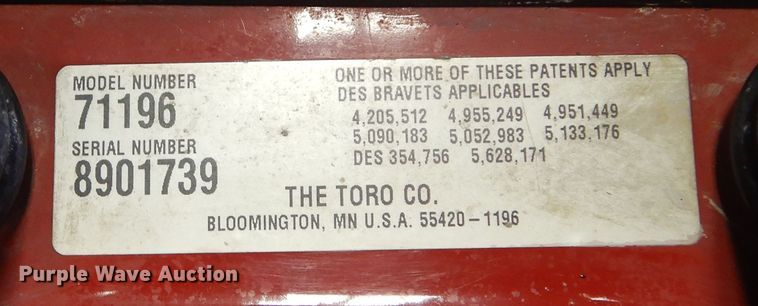 MODEL NUMBER
71196
SERIAL NUMBER
8901739
ONE OR MORE OF THESE PATENTS APPLY
DES BRAVETS APPLICABLES
4,205,512 4,955,249 4,951,449
5,090,183 5,052,983 5,133,176
DES 354,756 5,628,171
THE TORO CO.
BLOOMINGTON, MN U.S.A. 55420-1196
Purple Wave Auction